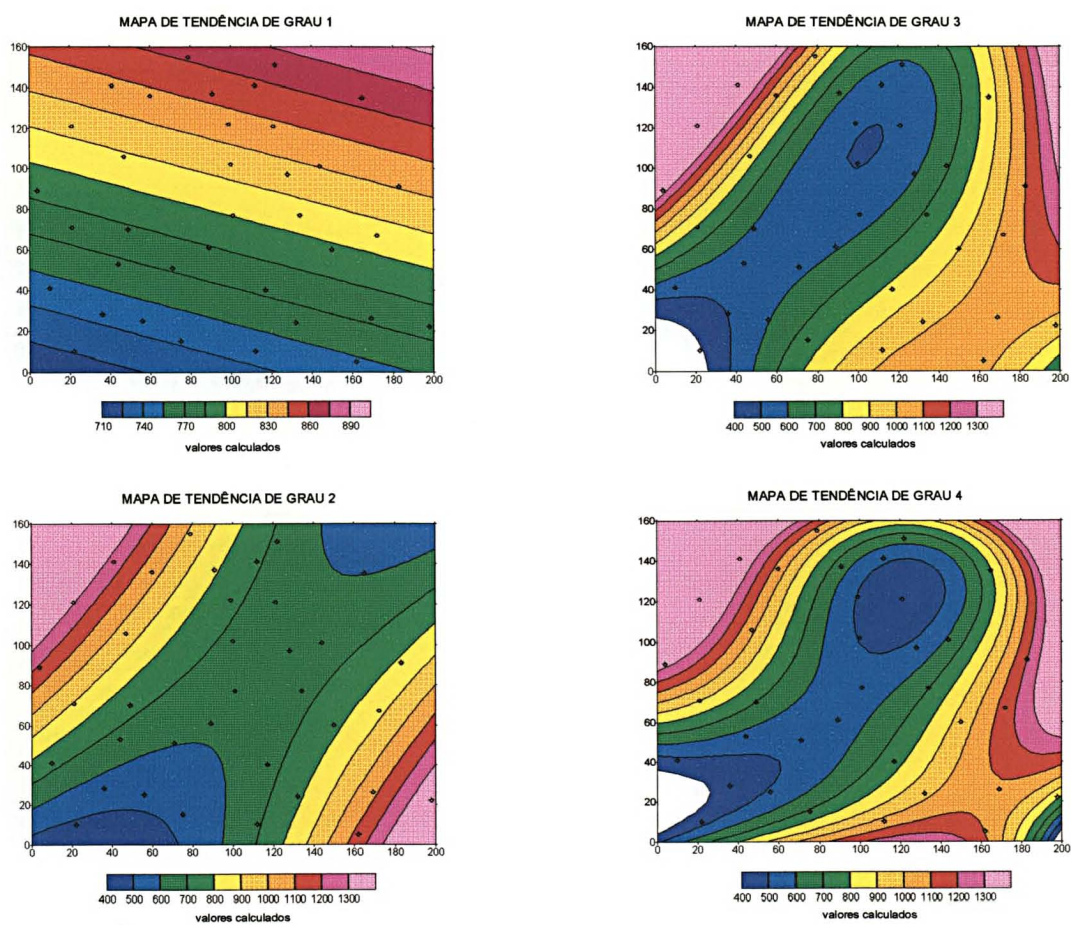 MAPA DE TENDÊNCIA DE GRAU 1
160
140
120
100
80
60
40
20
0
0 20 40 60 80 100 120 140 160 180 200
710 740 770 800 830 860 890
valores calculados
MAPA DE TENDÊNCIA DE GRAU 3
160
140
120
100
80
60
40
20
0
0 20 40 60 80 100 120 140 160 180 200
400 500 600 700 800 900 1000 1100 1200 1300
valores calculados
MAPA DE TENDÊNCIA DE GRAU 2
160
140
120
100
80
60
40
20
0
0 20 40 60 80 100 120 140 160 180 200
400 500 600 700 800 900 1000 1100 1200 1300
valores calculados
MAPA DE TENDÊNCIA DE GRAU 4
160
140
120
100
80
60
40
20
0
0 20 40 60 80 100 120 140 160 180 200
400 500 600 700 800 900 1000 1100 1200 1300
valores calculados